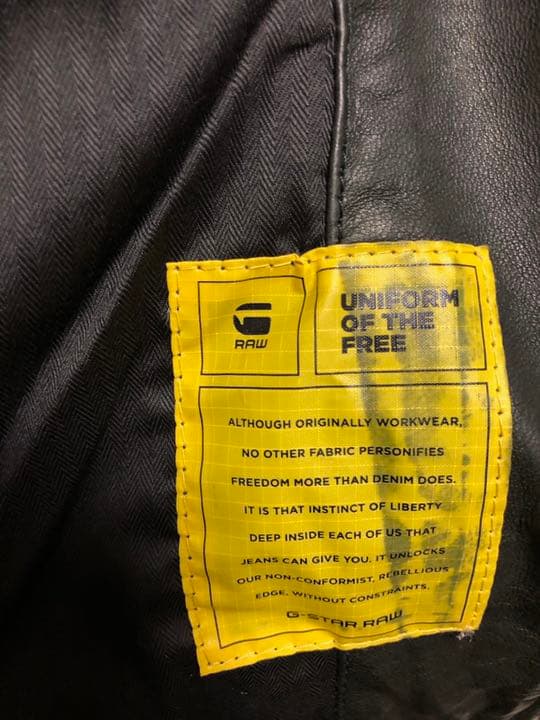 G
RAW
UNIFORM
OF THE
FREE
ALTHOUGH ORIGINALLY WORKWEAR,
NO OTHER FABRIC PERSONIFIES
FREEDOM MORE THAN DENIM DOES.
IT IS THAT INSTINCT OF LIBERTY
DEEP INSIDE EACH OF US THAT
JEANS CAN GIVE YOU. IT UNLOCKS
OUR NON-CONFORMIST, REBELLIOUS
EDGE, WITHOUT CONSTRAINTS.
G-STAR RAW